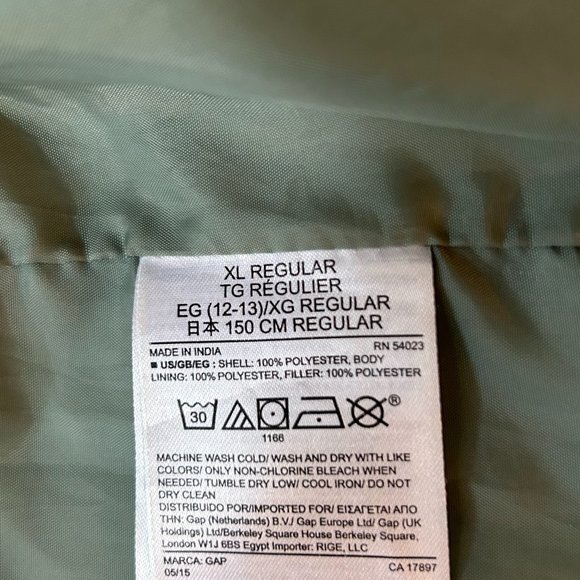 XL REGULAR
TG RÉGULIER
EG (12-13)/XG REGULAR
日本 150 CM REGULAR
MADE IN INDIA RN 54023
■ US/GB/EG : SHELL: 100% POLYESTER, BODY
LINING: 100% POLYESTER, FILLER: 100% POLYESTER
30 ®
1166
MACHINE WASH COLD/ WASH AND DRY WITH LIKE
COLORS/ ONLY NON-CHLORINE BLEACH WHEN
NEEDED/ TUMBLE DRY LOW/ COOL IRON/ DO NOT
DRY CLEAN
DISTRIBUIDO POR/IMPORTED FOR/ ΕΙΣΑΓΕΤΑΙ ΑΠΟ
ΤΗΝ: Gap (Netherlands) B.V./ Gap Europe Ltd/ Gap (UK
Holdings) Ltd/Berkeley Square House Berkeley Square,
London W1J 6BS Egypt Importer: RIGE, LLC
MARCA: GAP
05/15 CA 17897